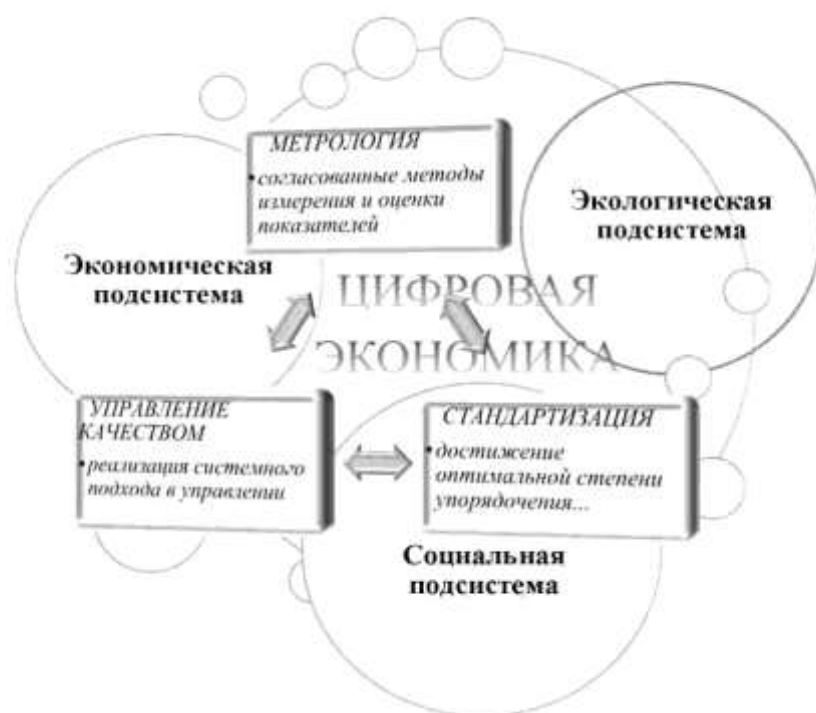 МЕТРОЛОГИЯ
• согласованные методы
измерения и оценки
показателей
Экологическая
подсистема
Экономическая
подсистема
ЦИФРОВАЯ
ЭКОНОМИКА
УПРАВЛЕНИЕ
КАЧЕСТВОМ
• реализация системного
подхода в управлении
СТАНДАРТИЗАЦИЯ
• достижение
оптимальной степени
упорядочения...
Социальная
подсистема